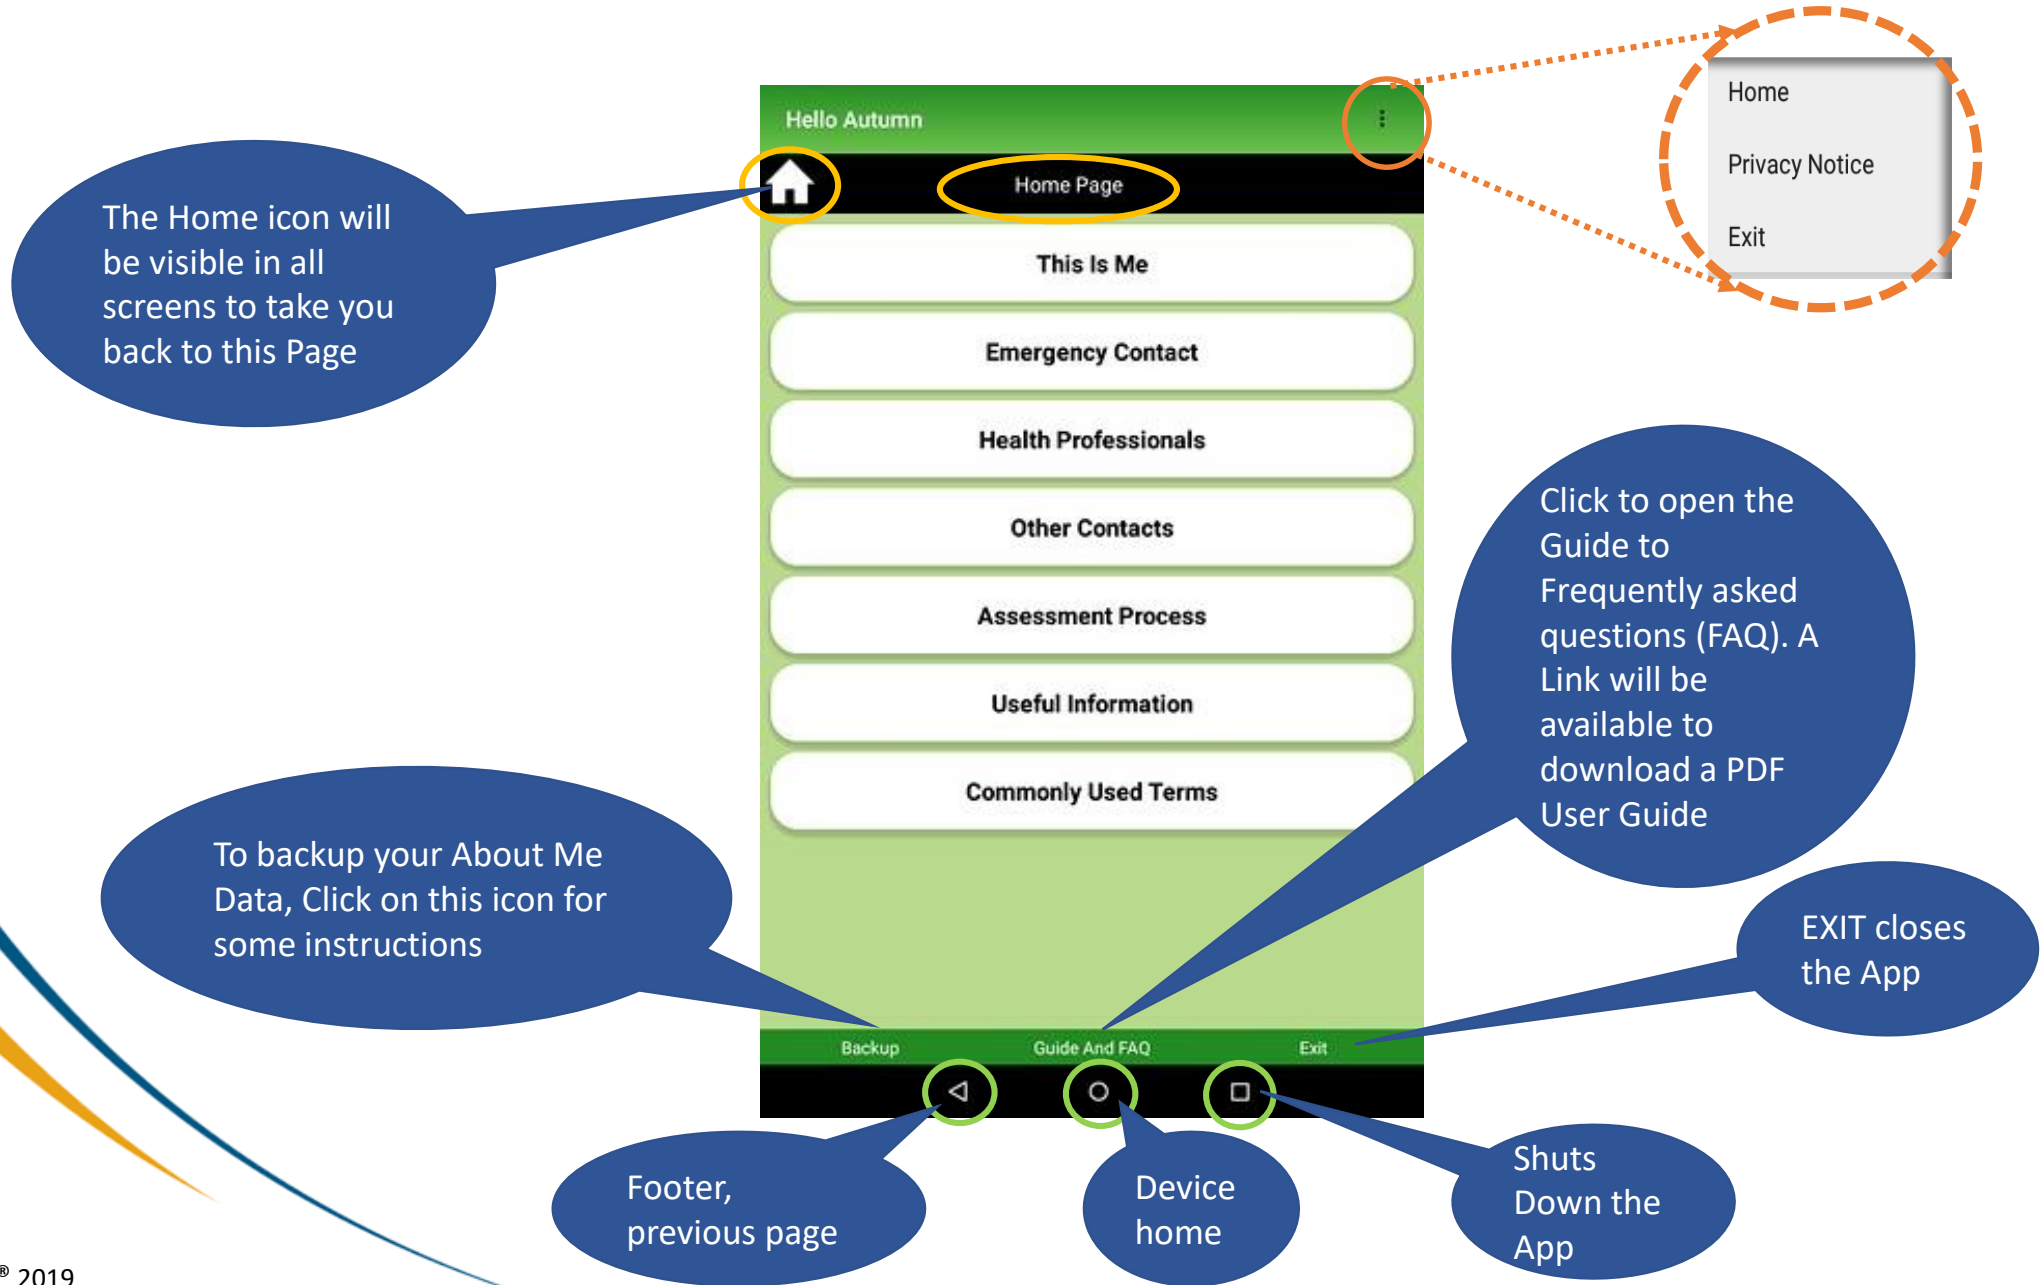 Home
Privacy Notice
Exit
Hello Autumn
Home Page
The Home icon will
be visible in all
screens to take you
back to this Page
This Is Me
Emergency Contact
Health Professionals
Other Contacts
Assessment Process
Useful Information
Commonly Used Terms
Click to open the
Guide to
Frequently asked
questions (FAQ). A
Link will be
available to
download a PDF
User Guide
To backup your About Me
Data, Click on this icon for
some instructions
EXIT closes
the App
Backup
Guide And FAQ
Exit
Footer,
previous page
Device
home
Shuts
Down the
App
® 2019